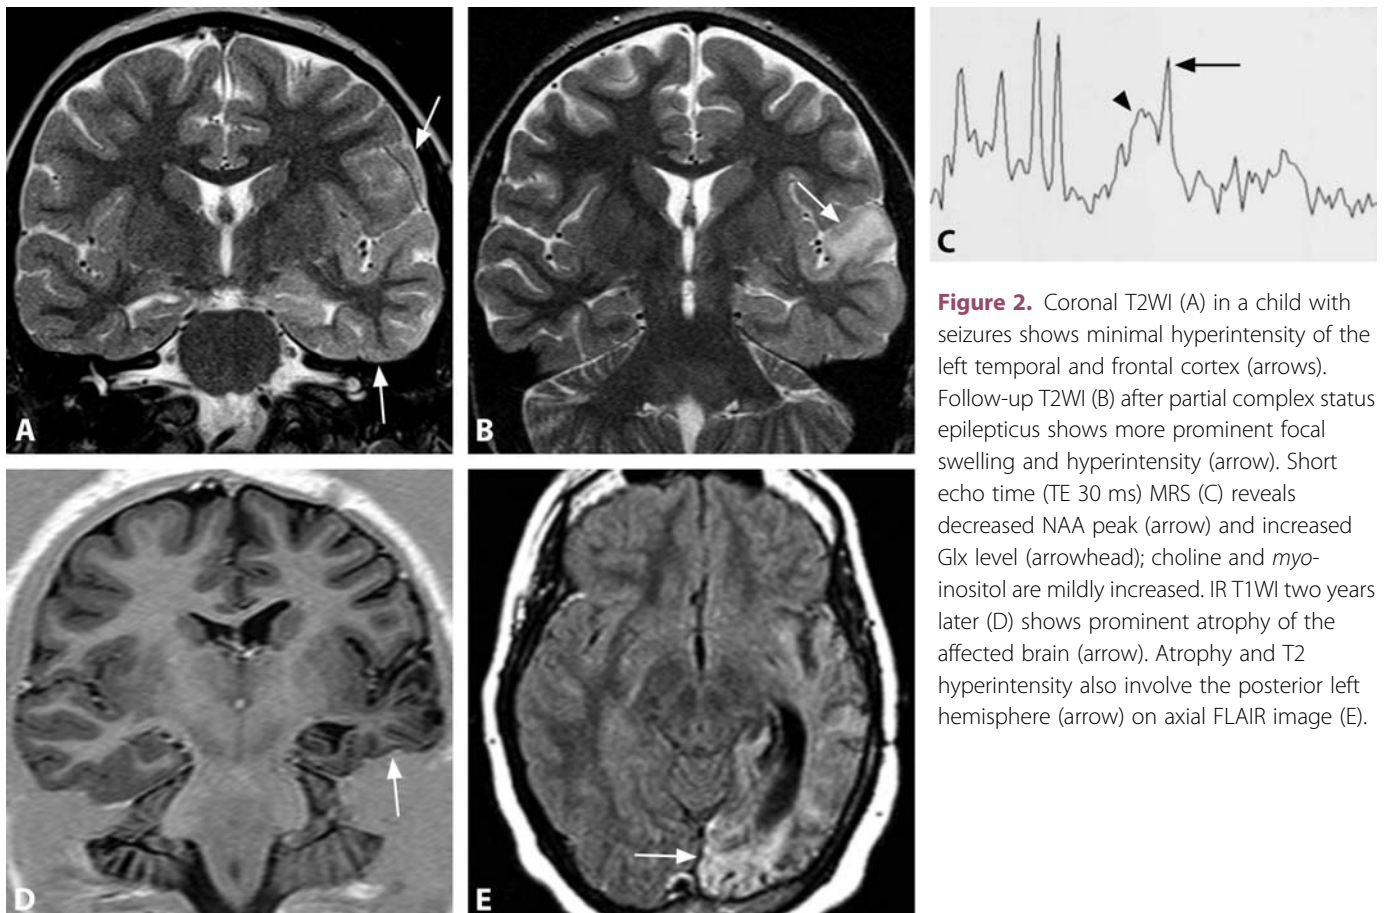 A
B
C
D
E
Figure 2. Coronal T2WI (A) in a child with
seizures shows minimal hyperintensity of the
left temporal and frontal cortex (arrows).
Follow-up T2WI (B) after partial complex status
epilepticus shows more prominent focal
swelling and hyperintensity (arrow). Short
echo time (TE 30 ms) MRS (C) reveals
decreased NAA peak (arrow) and increased
Glx level (arrowhead); choline and myo-
inositol are mildly increased. IR T1WI two years
later (D) shows prominent atrophy of the
affected brain (arrow). Atrophy and T2
hyperintensity also involve the posterior left
hemisphere (arrow) on axial FLAIR image (E).